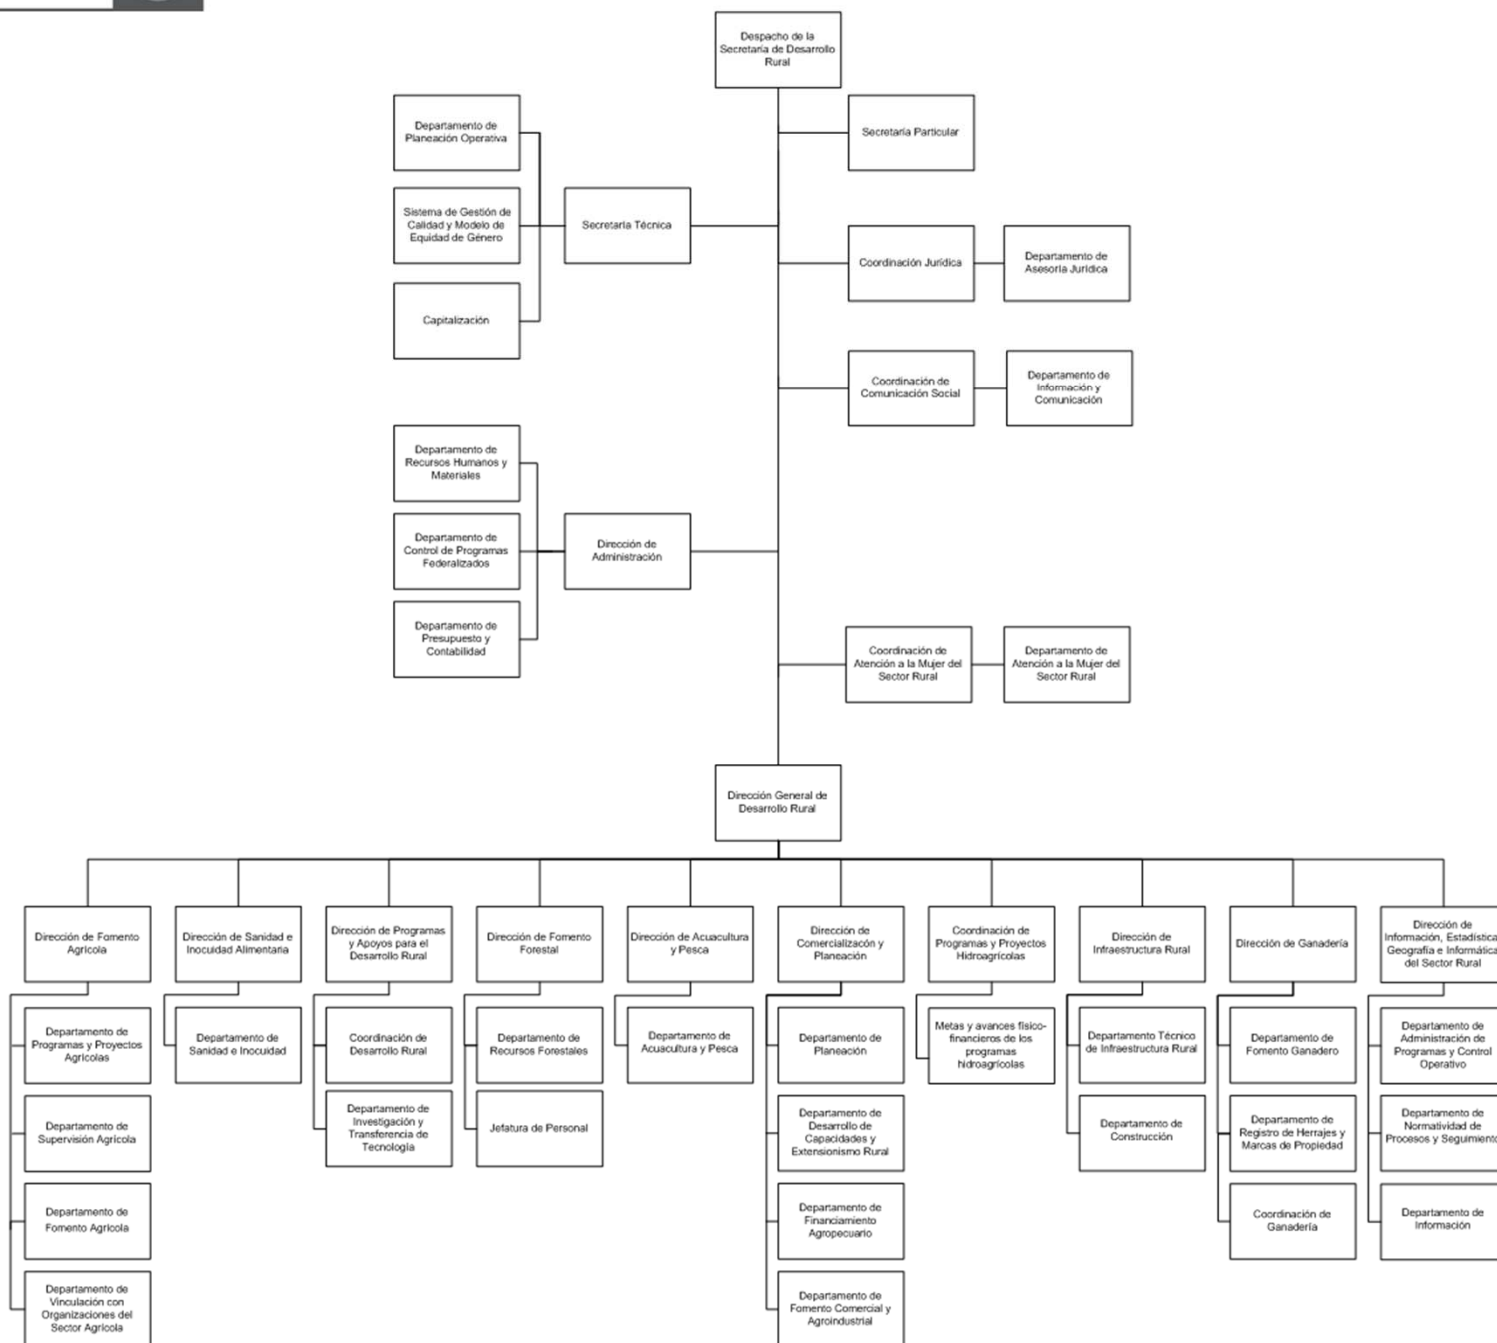 Despacho de la
Secretaría de Desarrollo
Rural
Departamento de
Planeación Operativa
Secretaría Particular
Sistema de Gestión de
Calidad y Modelo de
Equidad de Género
Secretaría Técnica
Coordinación Jurídica
Departamento de
Asesoría Jurídica
Capitalización
Coordinación de
Comunicación Social
Departamento de
Información y
Comunicación
Departamento de
Recursos Humanos y
Materiales
Departamento de
Control de Programas
Federalizados
Dirección de
Administración
Departamento de
Presupuesto y
Contabilidad
Coordinación de
Atención a la Mujer del
Sector Rural
Departamento de
Atención a la Mujer del
Sector Rural
Dirección General de
Desarrollo Rural
Dirección de Fomento
Agrícola
Dirección de Sanidad e
Inocuidad Alimentaria
Dirección de Programas
y Apoyos para el
Desarrollo Rural
Dirección de Fomento
Forestal
Dirección de Acuacultura
y Pesca
Dirección de
Comercializacón y
Planeación
Coordinación de
Programas y Proyectos
Hidroagrícolas
Dirección de
Infraestructura Rural
Dirección de Ganadería
Dirección de
Información, Estadística,
Geografía e Informática
del Sector Rural
Departamento de
Programas y Proyectos
Agrícolas
Departamento de
Sanidad e Inocuidad
Coordinación de
Desarrollo Rural
Departamento de
Recursos Forestales
Departamento de
Acuacultura y Pesca
Departamento de
Planeación
Metas y avances físico-
financieros de los
programas
hidroagrícolas
Departamento Técnico
de Infraestructura Rural
Departamento de
Fomento Ganadero
Departamento de
Administración de
Programas y Control
Operativo
Departamento de
Supervisión Agrícola
Departamento de
Investigación y
Transferencia de
Tecnología
Jefatura de Personal
Departamento de
Desarrollo de
Capacidades y
Extensionismo Rural
Departamento de
Construcción
Departamento de
Registro de Herrajes y
Marcas de Propiedad
Departamento de
Normatividad de
Procesos y Seguimiento
Departamento de
Fomento Agrícola
Departamento de
Financiamiento
Agropecuario
Coordinación de
Ganadería
Departamento de
Información
Departamento de
Vinculación con
Organizaciones del
Sector Agrícola
Departamento de
Fomento Comercial y
Agroindustrial